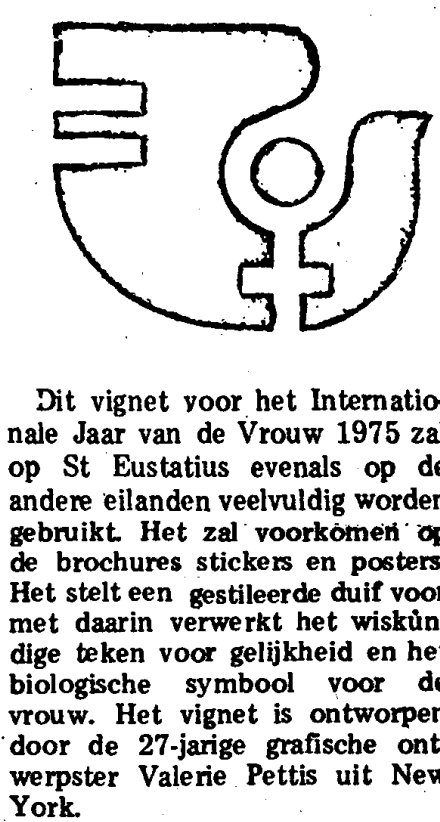 Dit vignet voor het Internatio-
nale Jaar van de Vrouw 1975 zal
op St Eustatius evenals op de
andere eilanden veelvuldig worden
gebruikt. Het zal voorkomen op
de brochures stickers en posters.
Het stelt een gestileerde duif voor
met daarin verwerkt het wiskûn-
dige teken voor gelijkheid en het
biologische symbool voor de
vrouw. Het vignet is ontworpen
door de 27-jarige grafische ont-
werpster Valerie Pettis uit New
York.